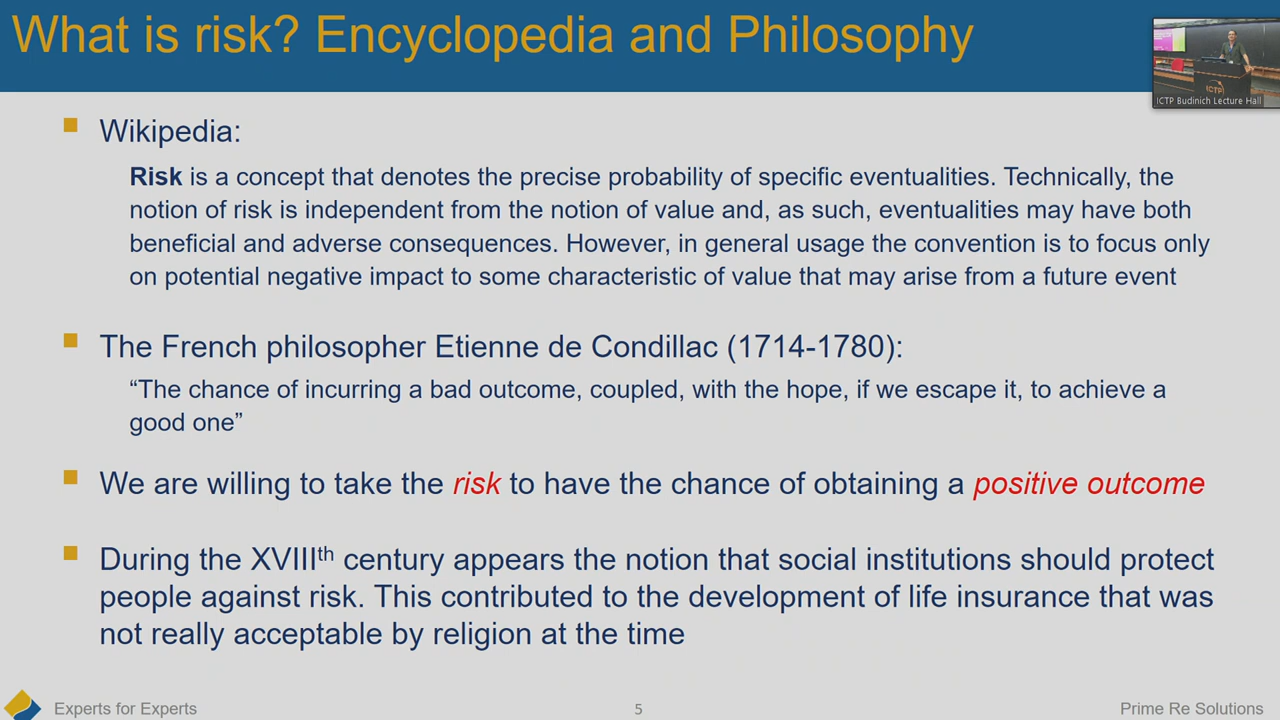 What is risk? Encyclopedia and Philosophy
ICTP
ICTP Budinich Lecture Hall
Wikipedia:
Risk is a concept that denotes the precise probability of specific eventualities. Technically, the
notion of risk is independent from the notion of value and, as such, eventualities may have both
beneficial and adverse consequences. However, in general usage the convention is to focus only
on potential negative impact to some characteristic of value that may arise from a future event
The French philosopher Etienne de Condillac (1714-1780):
“The chance of incurring a bad outcome, coupled, with the hope, if we escape it, to achieve a
good one”
We are willing to take the risk to have the chance of obtaining a positive outcome
During the XVIIIth century appears the notion that social institutions should protect
people against risk. This contributed to the development of life insurance that was
not really acceptable by religion at the time
Experts for Experts
5
Prime Re Solutions